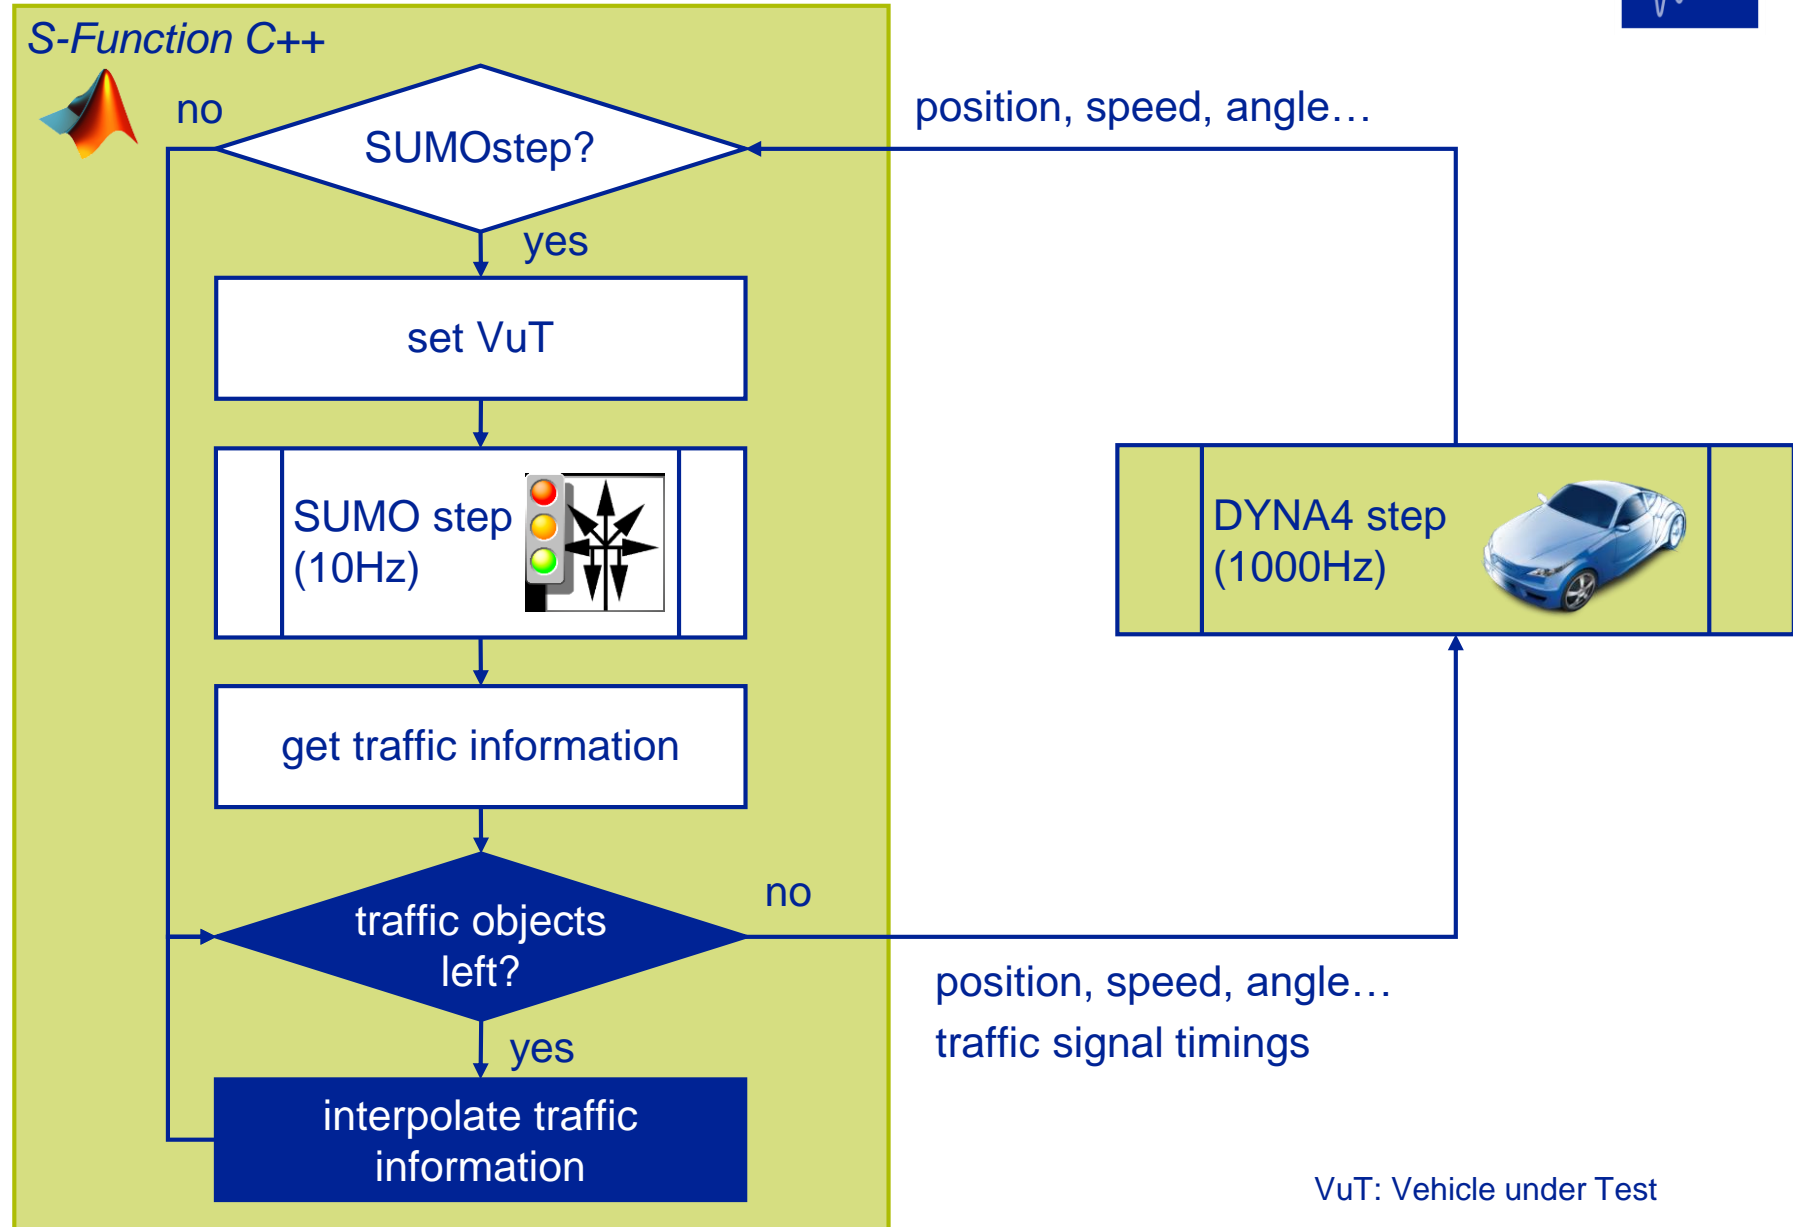 S-Function C++
no
SUMOstep?
position, speed, angle…
yes
set VuT
SUMO step
(10Hz)
DYNA4 step
(1000Hz)
get traffic information
no
traffic objects
left?
position, speed, angle…
traffic signal timings
yes
interpolate traffic
information
VuT: Vehicle under Test